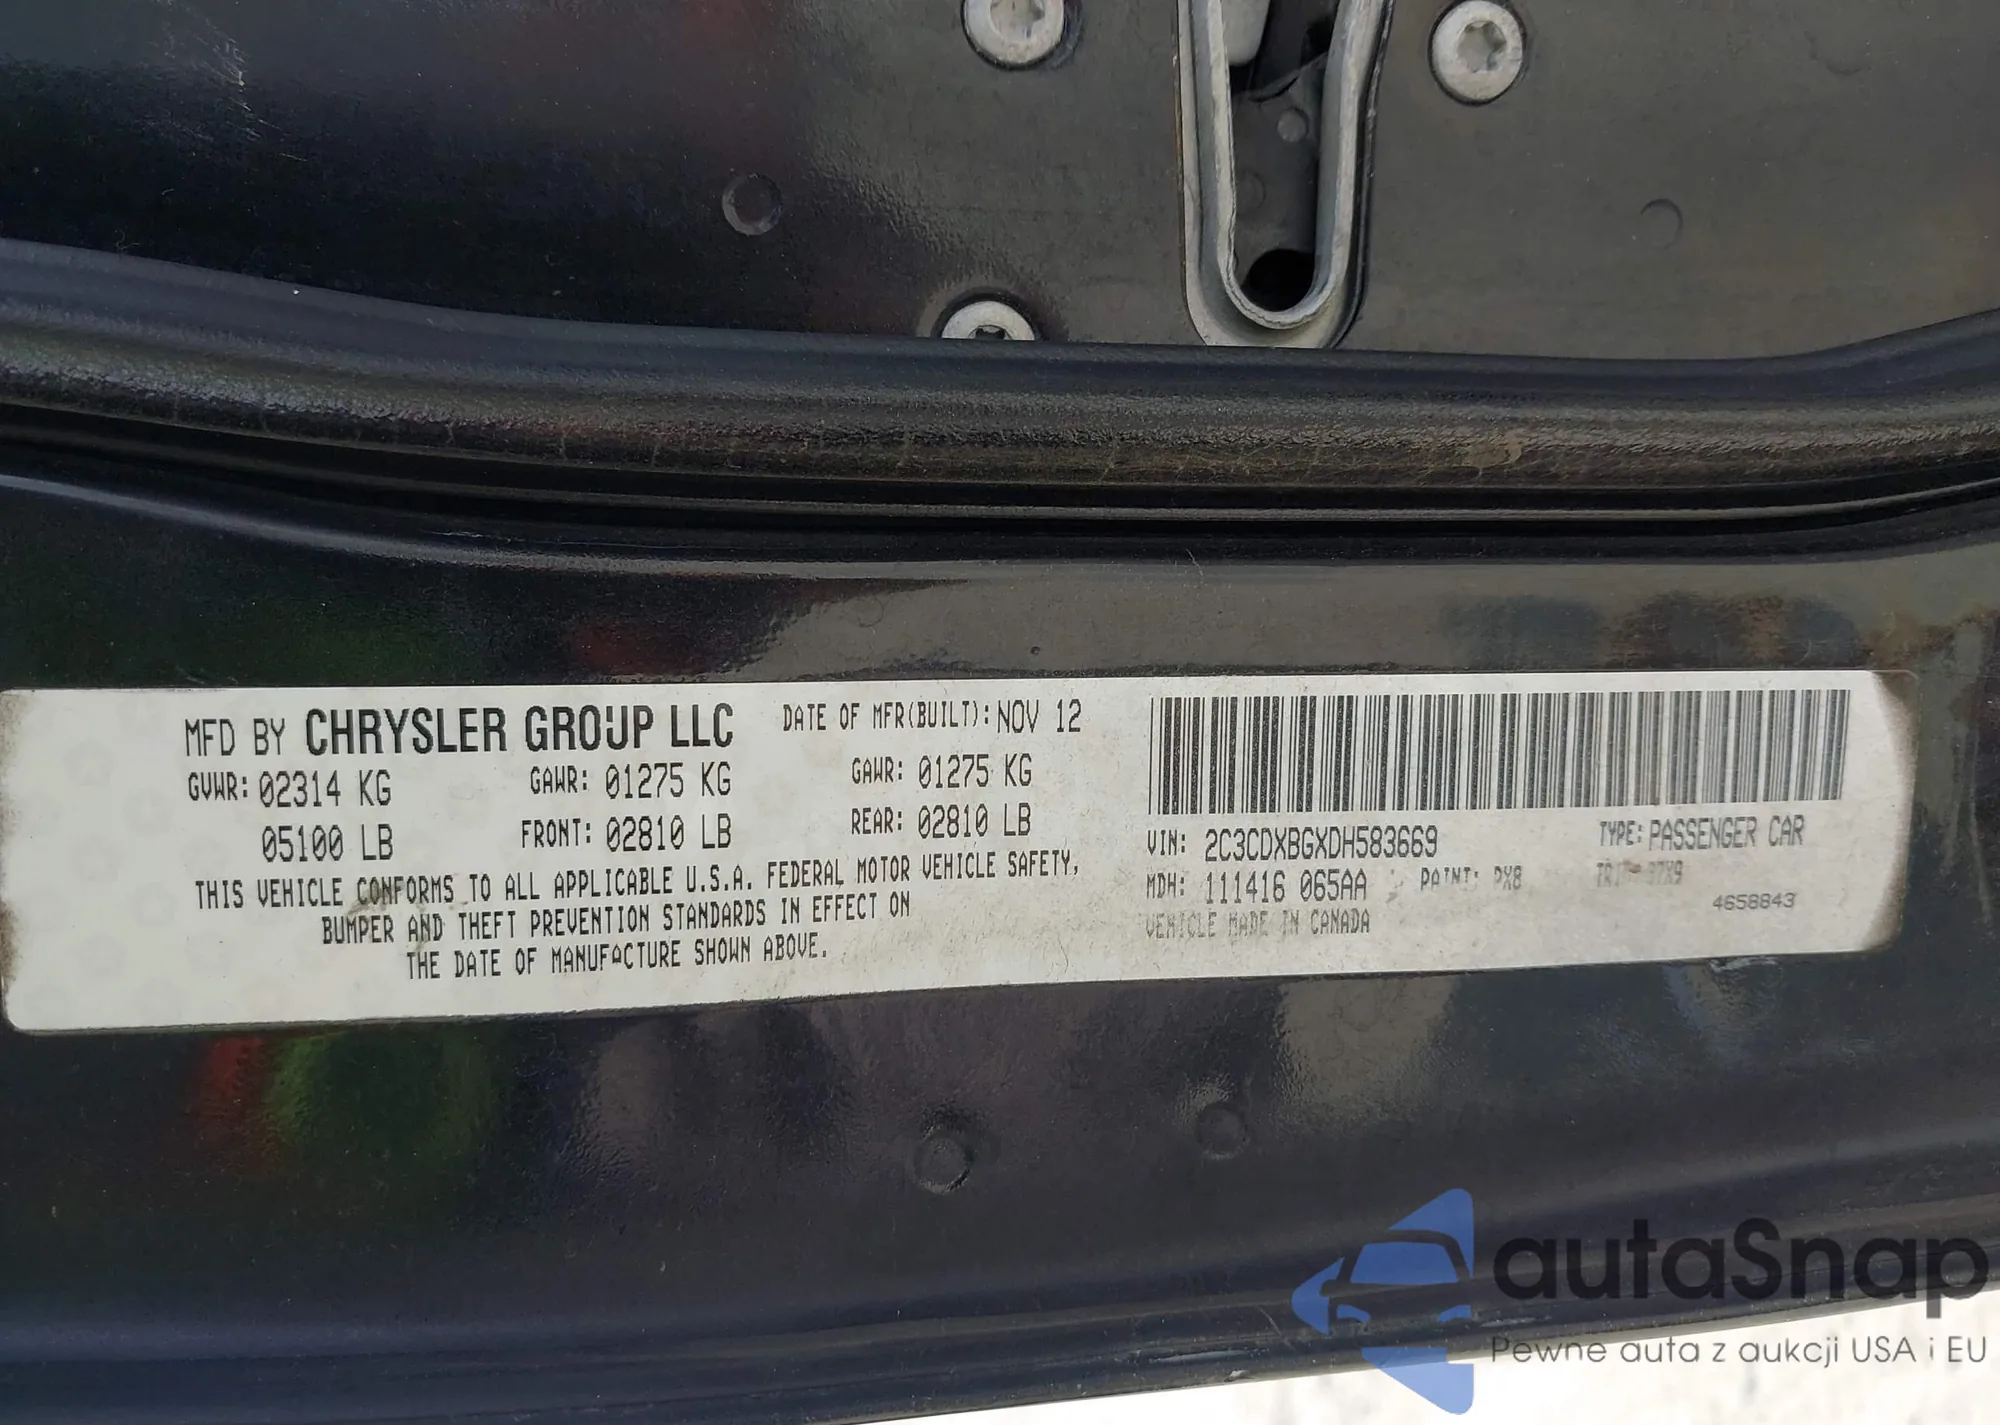 MFD BY CHRYSLER GROUP LLC DATE OF MFR(BUILT): NOV 12
GVWR: 02314 KG GAWR: 01275 KG GAWR: 01275 KG
05100 LB FRONT: 02810 LB REAR: 02810 LB
THIS VEHICLE CONFORMS TO ALL APPLICABLE U.S.A. FEDERAL MOTOR VEHICLE SAFETY,
BUMPER AND THEFT PREVENTION STANDARDS IN EFFECT ON
THE DATE OF MANUFACTURE SHOWN ABOVE.
VIN: 2C3CDXBGXDH583669 TYPE: PASSENGER CAR
MDH: 111416 065AA PAINT: PX8
VEHICLE MADE IN CANADA 4658843
autaSnap
Pewne auta z aukcji USA i EU